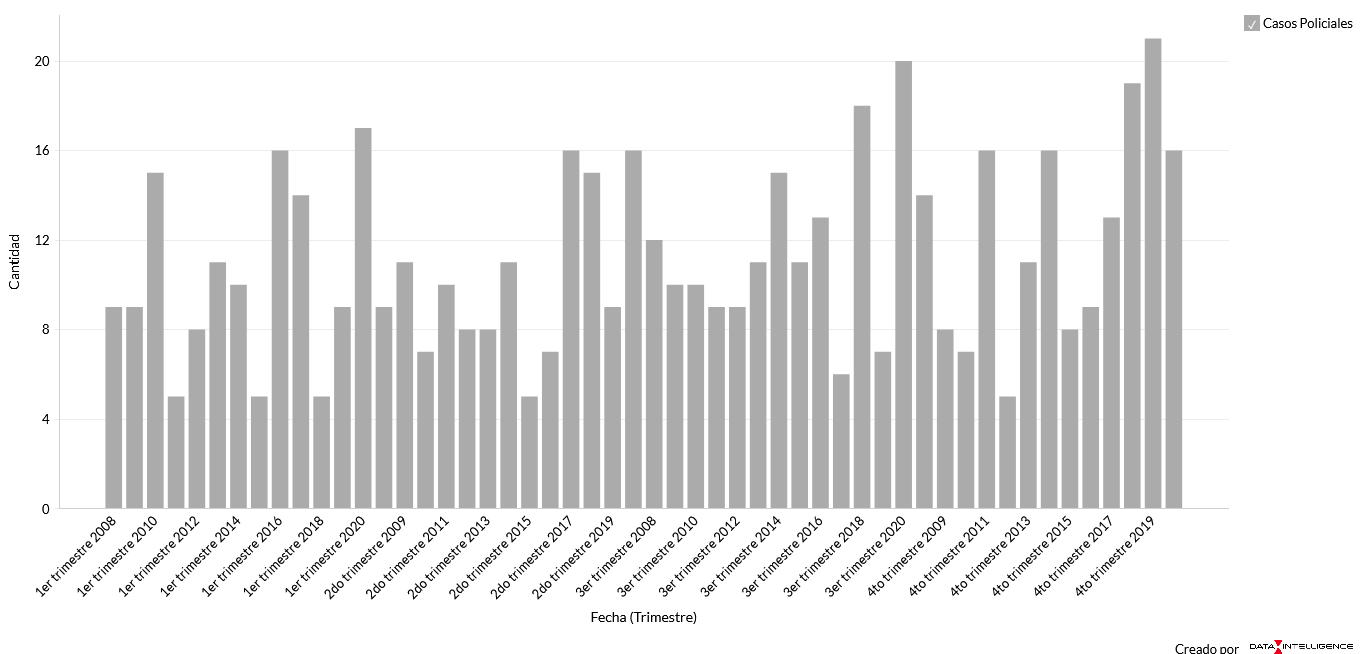 Casos Policiales
20
16
12
8
4
0
Cantidad
1er trimestre 2008
1er trimestre 2010
1er trimestre 2012
1er trimestre 2014
1er trimestre 2016
1er trimestre 2018
1er trimestre 2020
2do trimestre 2009
2do trimestre 2011
2do trimestre 2013
2do trimestre 2015
2do trimestre 2017
2do trimestre 2019
3er trimestre 2008
3er trimestre 2010
3er trimestre 2012
3er trimestre 2014
3er trimestre 2016
3er trimestre 2018
3er trimestre 2020
4to trimestre 2009
4to trimestre 2011
4to trimestre 2013
4to trimestre 2015
4to trimestre 2017
4to trimestre 2019
Fecha (Trimestre)
Creado por DATA INTELLIGENCE